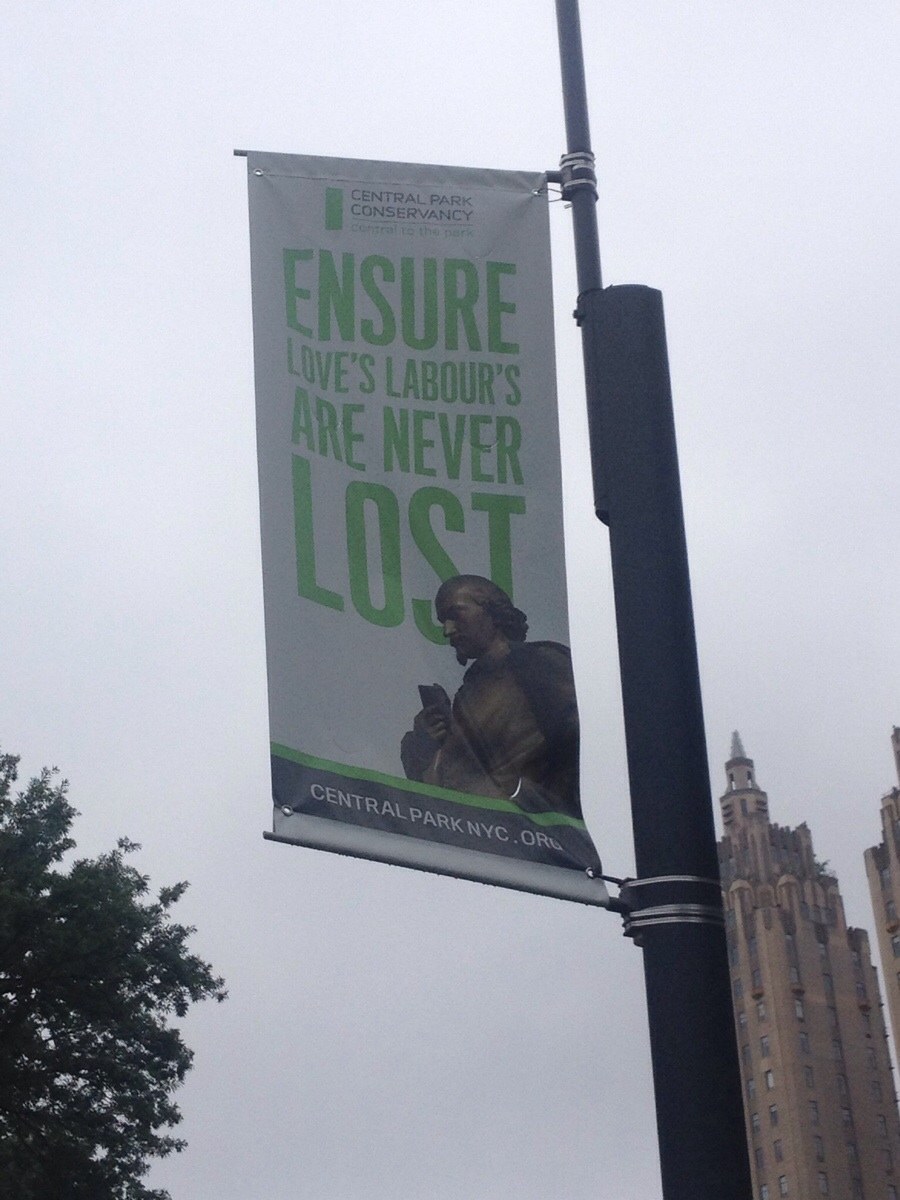 CENTRAL PARK
CONSERVANCY
Central to the park
ENSURE
LOVE'S LABOUR'S
ARE NEVER
LOST
CENTRALPARKNYC.ORG